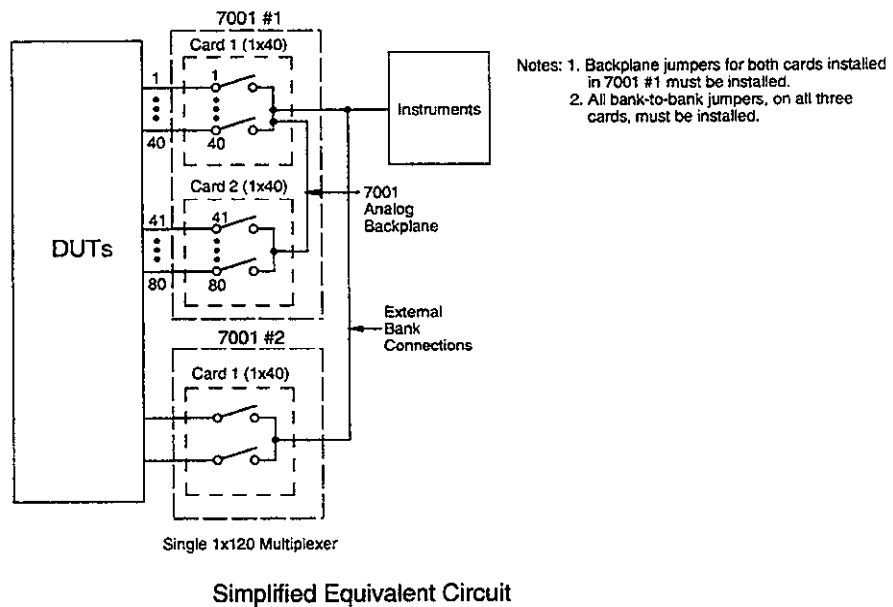 7001 #1
Card 1 (1x40)
1
1
40
40
Instruments
Notes: 1. Backplane jumpers for both cards installed
in 7001 #1 must be installed.
2. All bank-to-bank jumpers, on all three
cards, must be installed.
Card 2 (1x40)
7001
Analog
Backplane
41
41
DUTs
80
80
External
Bank
Connections
7001 #2
Card 1 (1x40)
Single 1x120 Multiplexer
Simplified Equivalent Circuit